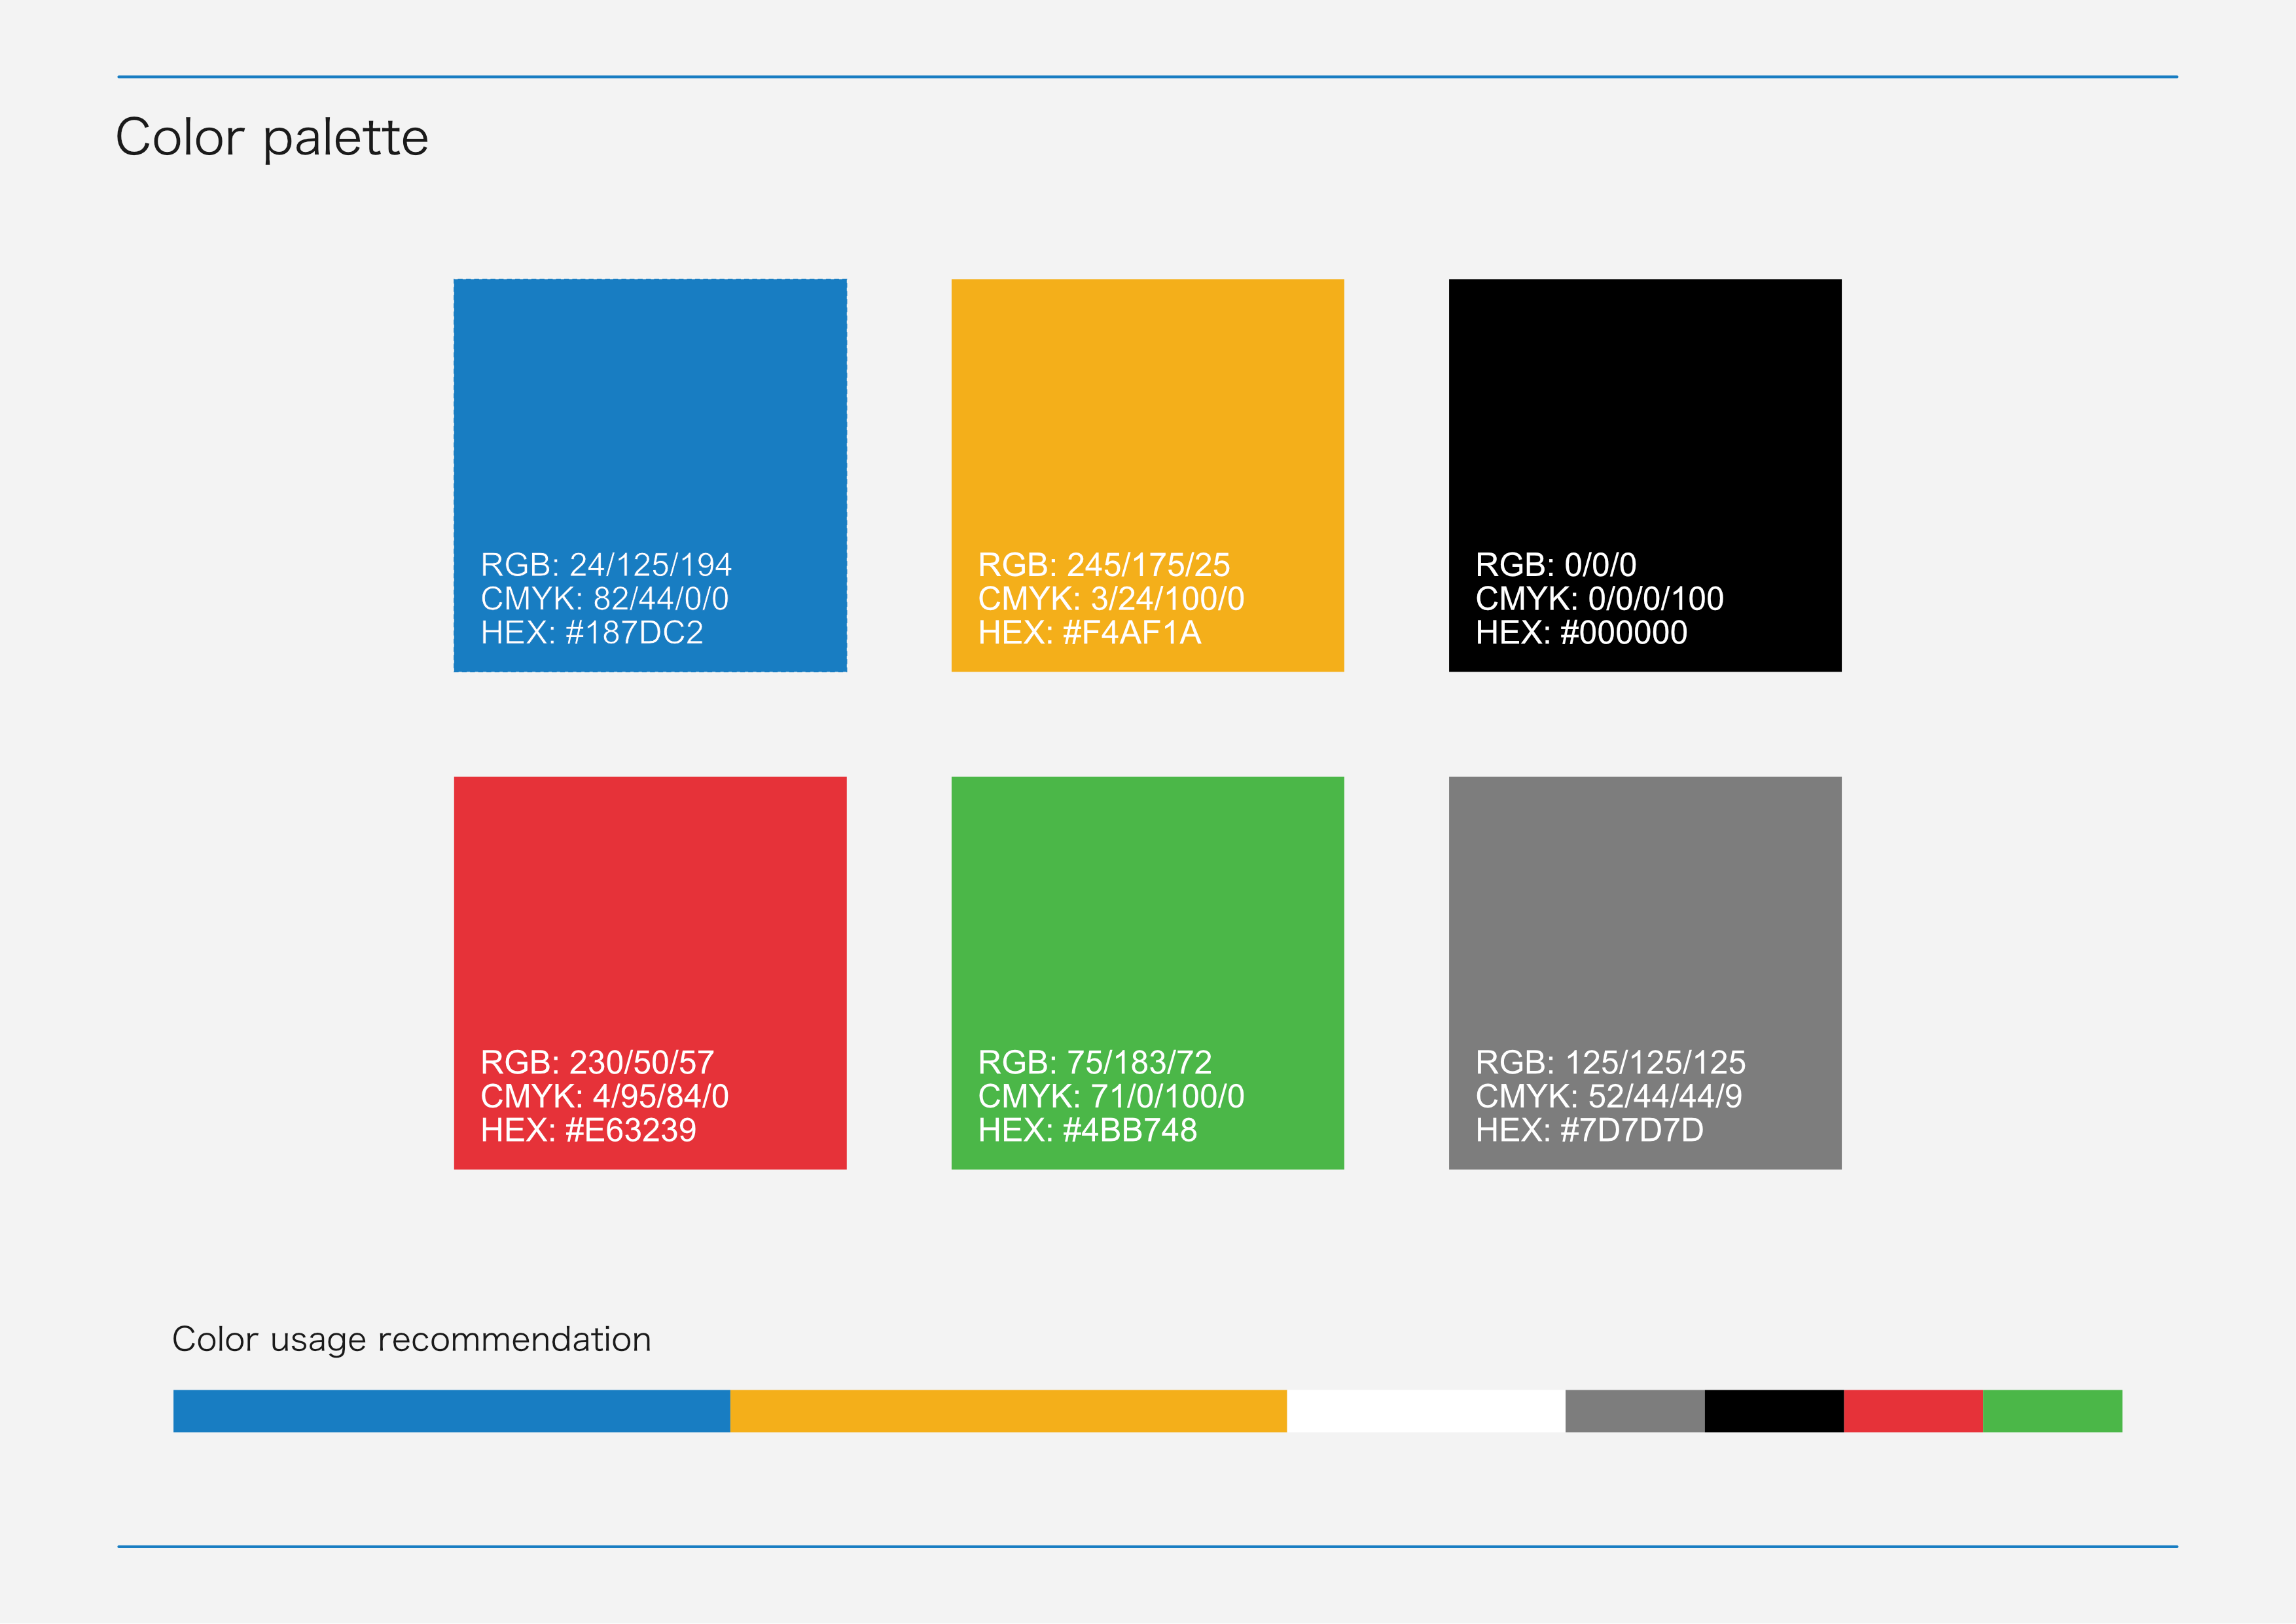 Color palette
RGB: 24/125/194
CMYK: 82/44/0/0
HEX: #187DC2
RGB: 245/175/25
CMYK: 3/24/100/0
HEX: #F4AF1A
RGB: 0/0/0
CMYK: 0/0/0/100
HEX: #000000
RGB: 230/50/57
CMYK: 4/95/84/0
HEX: #E63239
RGB: 75/183/72
CMYK: 71/0/100/0
HEX: #4BB748
RGB: 125/125/125
CMYK: 52/44/44/9
HEX: #7D7D7D
Color usage recommendation